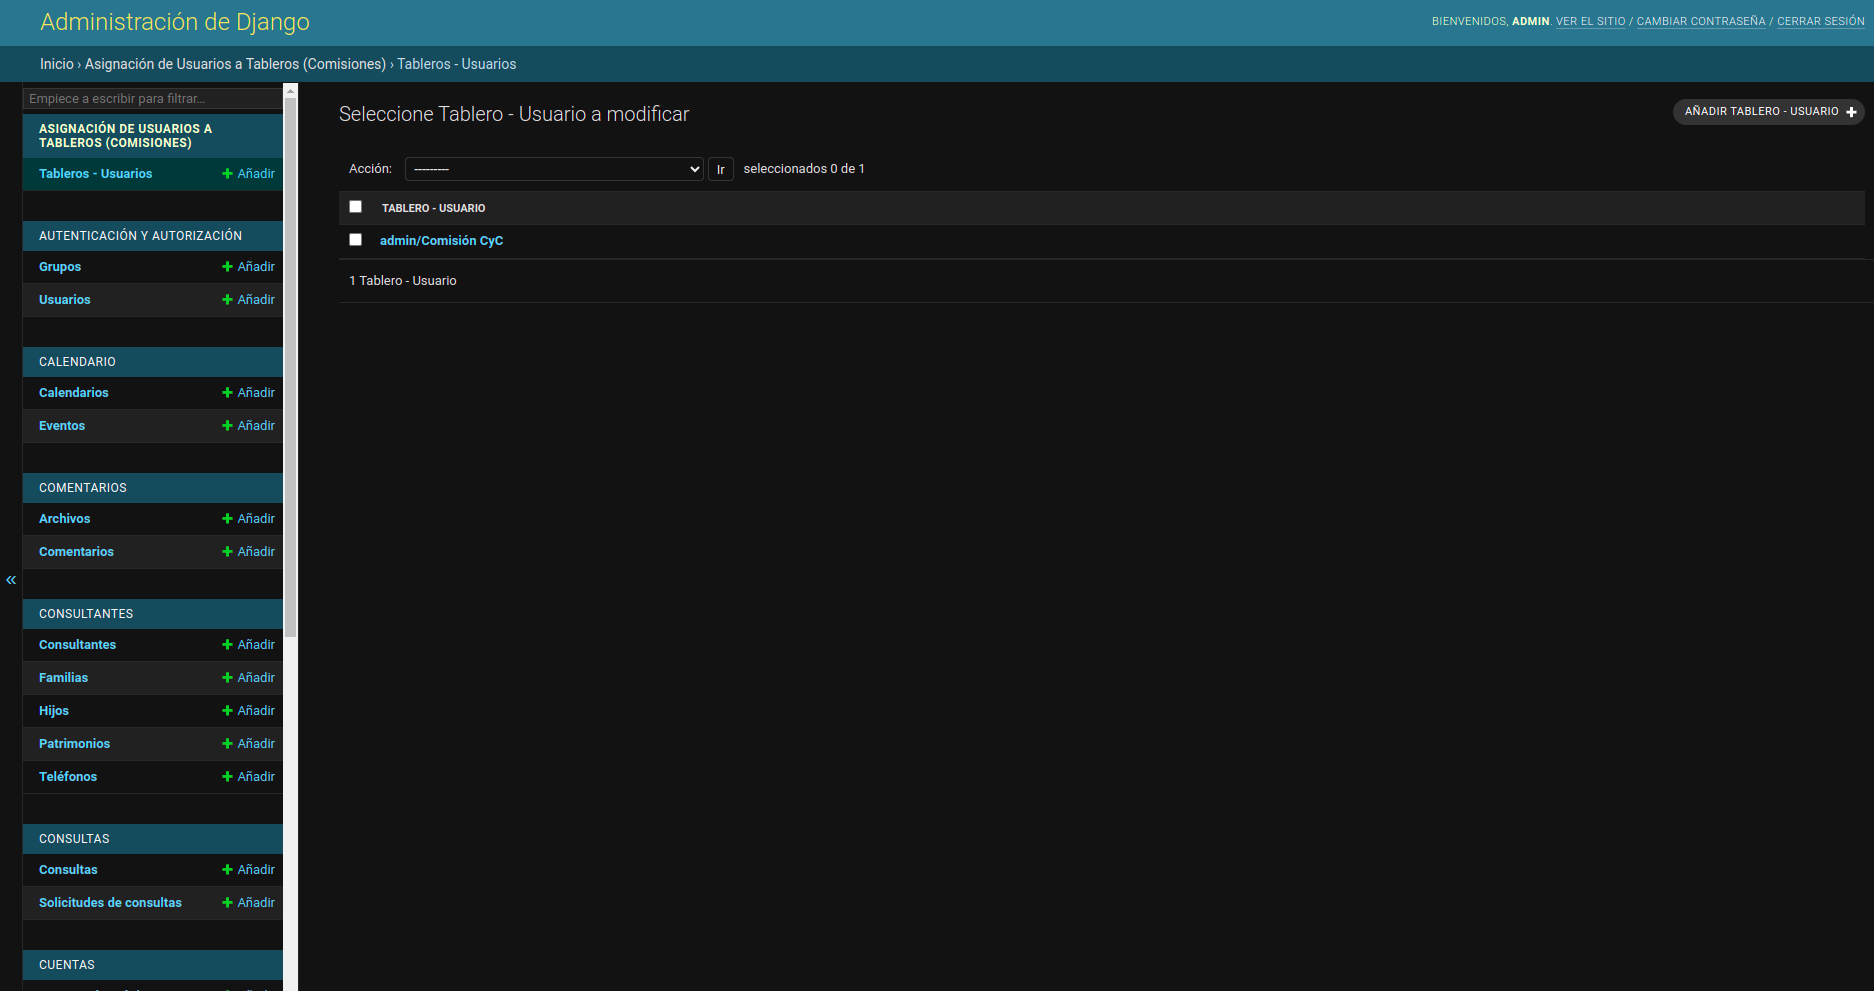 Administración de Django
BIENVENIDOS, ADMIN. VER EL SITIO / CAMBIAR CONTRASEÑA / CERRAR SESIÓN
Inicio › Asignación de Usuarios a Tableros (Comisiones) › Tableros - Usuarios
Empiece a escribir para filtrar...
ASIGNACIÓN DE USUARIOS A
TABLEROS (COMISIONES)
Tableros - Usuarios Añadir
AUTENTICACIÓN Y AUTORIZACIÓN
Grupos Añadir
Usuarios Añadir
CALENDARIO
Calendarios Añadir
Eventos Añadir
COMENTARIOS
Archivos Añadir
Comentarios Añadir
«
CONSULTANTES
Consultantes Añadir
Familias Añadir
Hijos Añadir
Patrimonios Añadir
Teléfonos Añadir
CONSULTAS
Consultas Añadir
Solicitudes de consultas Añadir
CUENTAS
Seleccione Tablero - Usuario a modificar
AÑADIR TABLERO - USUARIO
Acción: --------- Ir seleccionados 0 de 1
TABLERO - USUARIO
admin/Comisión CyC
1 Tablero - Usuario